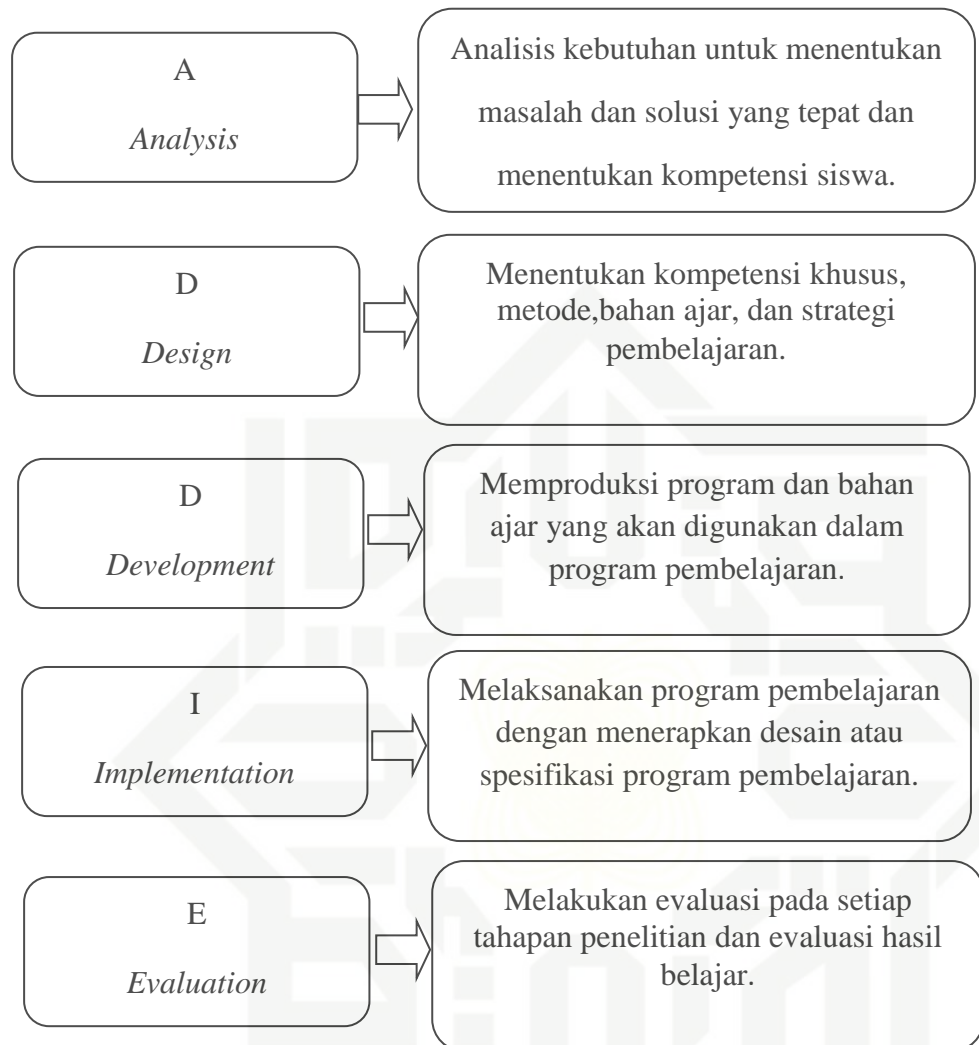 A
Analysis
Analisis kebutuhan untuk menentukan
masalah dan solusi yang tepat dan
menentukan kompetensi siswa.
D
Design
Menentukan kompetensi khusus,
metode,bahan ajar, dan strategi
pembelajaran.
D
Development
Memproduksi program dan bahan
ajar yang akan digunakan dalam
program pembelajaran.
I
Implementation
Melaksanakan program pembelajaran
dengan menerapkan desain atau
spesifikasi program pembelajaran.
E
Evaluation
Melakukan evaluasi pada setiap
tahapan penelitian dan evaluasi hasil
belajar.